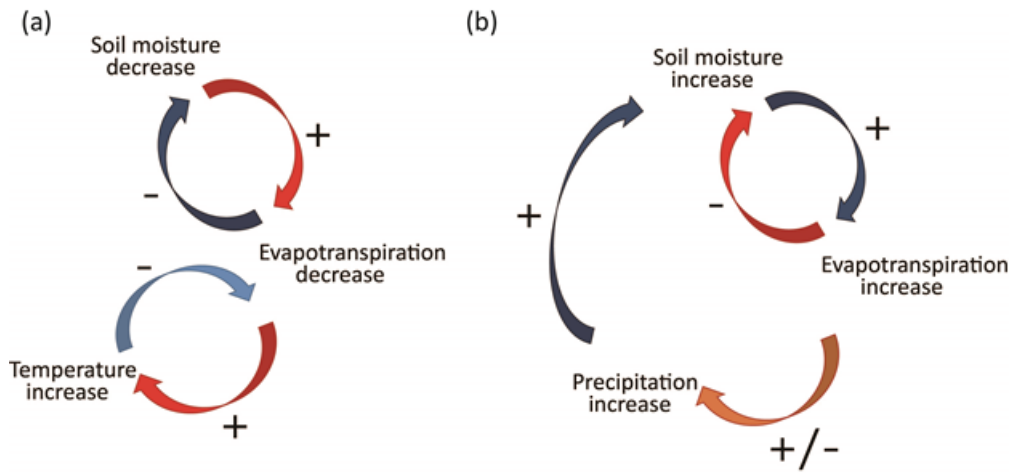 (a)
Soil moisture
decrease
+
-
Evapotranspiration
decrease
-
Temperature
increase
+
(b)
Soil moisture
increase
+
-
+
Evapotranspiration
increase
Precipitation
increase
+/-